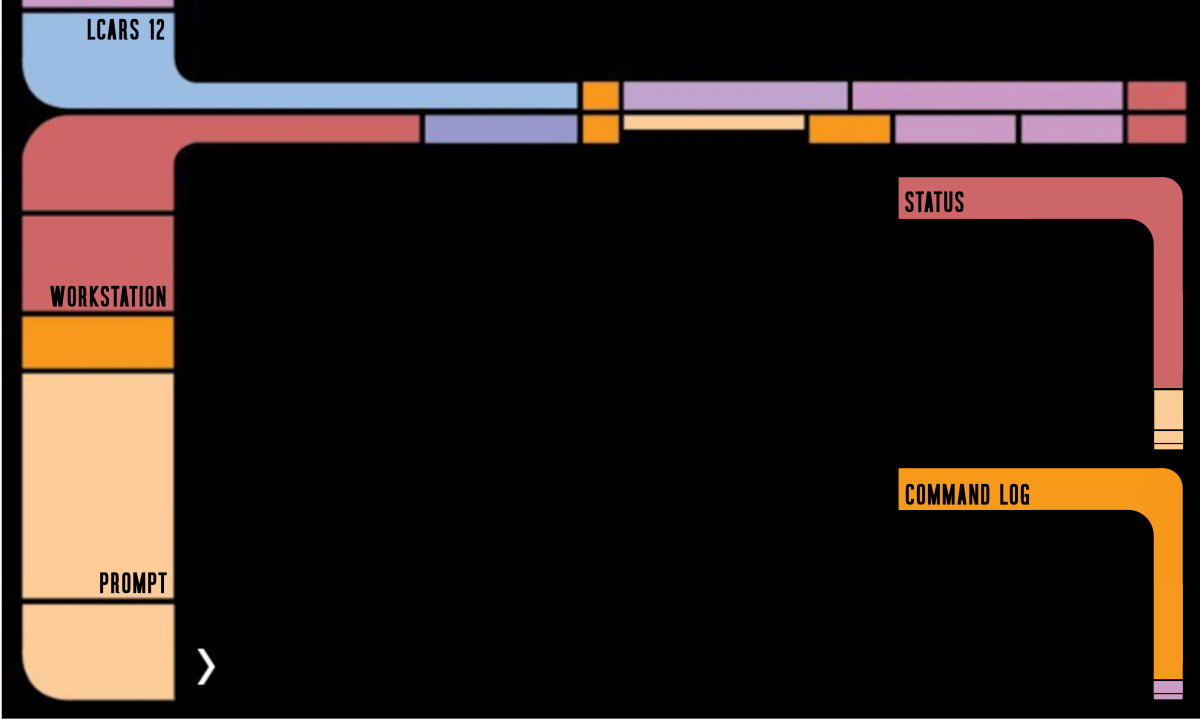 LCARS 12
STATUS
WORKSTATION
COMMAND LOG
PROMPT
❯